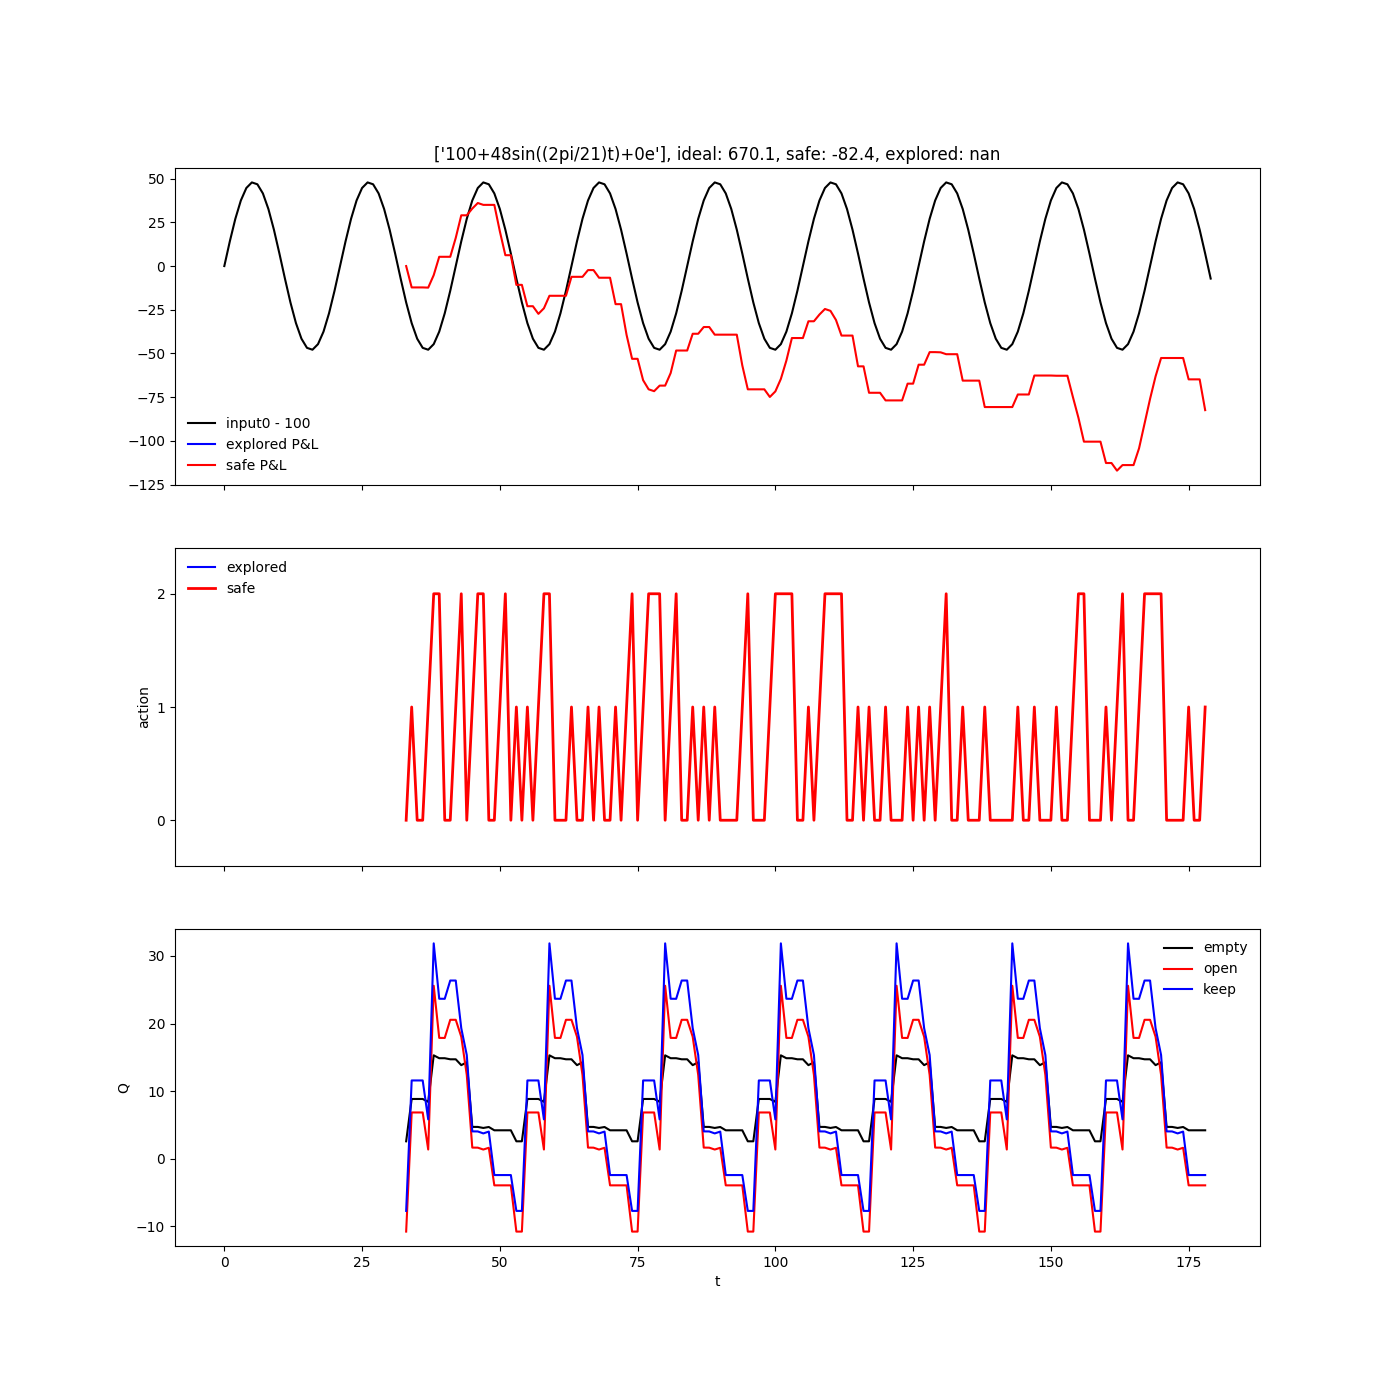 ['100+48sin((2pi/21)t)+0e'], ideal: 670.1, safe: -82.4, explored: nan
50
25
0
−25
−50
−75
−100
−125
input0 - 100
explored P&L
safe P&L
explored
safe
2
1
0
action
empty
open
keep
30
20
10
0
−10
Q
0
25
50
75
100
125
150
175
t